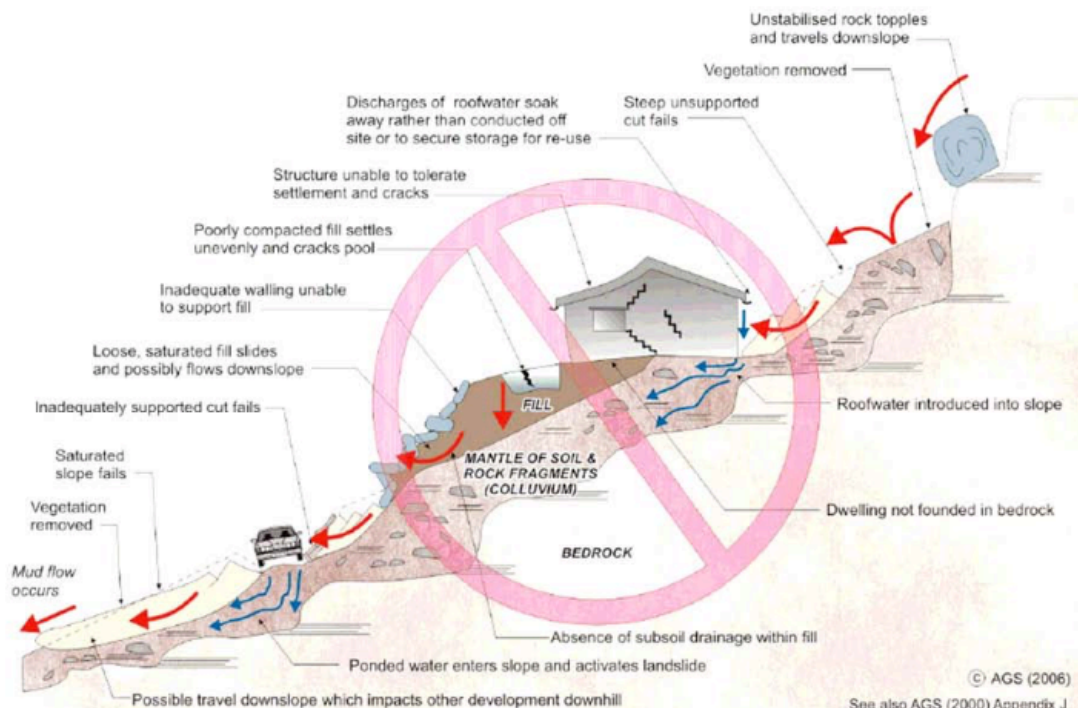 Unstabilised rock topples
and travels downslope
Vegetation removed
Discharges of roofwater soak
away rather than conducted off
site or to secure storage for re-use
Steep unsupported
cut fails
Structure unable to tolerate
settlement and cracks
Poorly compacted fill settles
unevenly and cracks pool
Inadequate walling unable
to support fill
Loose, saturated fill slides
and possibly flows downslope
Inadequately supported cut fails
Roofwater introduced into slope
FILL
Saturated
slope fails
MANTLE OF SOIL &
ROCK FRAGMENTS
(COLLUVIUM)
Vegetation
removed
Dwelling not founded in bedrock
BEDROCK
Mud flow
occurs
Absence of subsoil drainage within fill
Ponded water enters slope and activates landslide
© AGS (2006)
Possible travel downslope which impacts other development downhill
See also AGS (2000) Appendix J